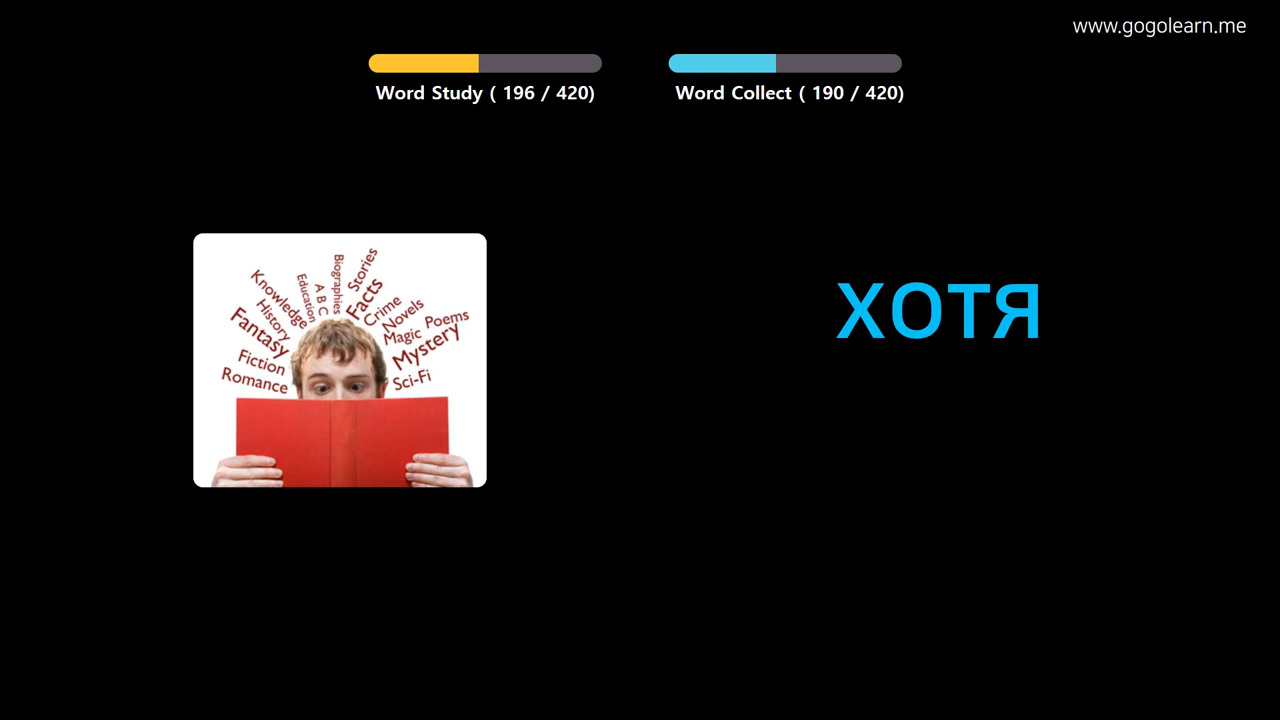 www.gogolearn.me
Word Study ( 196 / 420)
Word Collect ( 190 / 420)
Knowledge
History
Fantasy
Fiction
Romance
Education
A B C
Biographies
Stories
Facts
Crime
Novels
Magic
Poems
Mystery
Sci-Fi
хотя